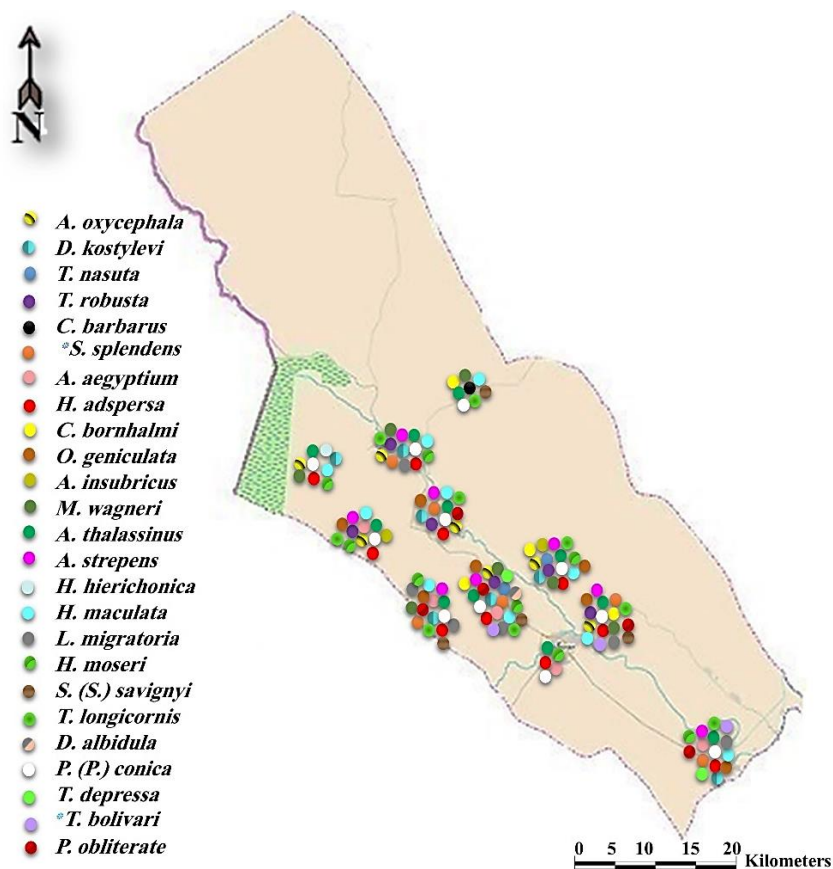 N
A. oxycephala
D. kostylevi
T. nasuta
T. robusta
C. barbarus
*S. splendens
A. aegyptium
H. adspersa
C. bornhalmi
O. geniculata
A. insubricus
M. wagneri
A. thalassinus
A. strepens
H. hierichonica
H. maculata
L. migratoria
H. moseri
S. (S.) savignyi
T. longicornis
D. albidula
P. (P.) conica
T. depressa
*T. bolivari
P. obliterate
0 5 10 15 20
Kilometers